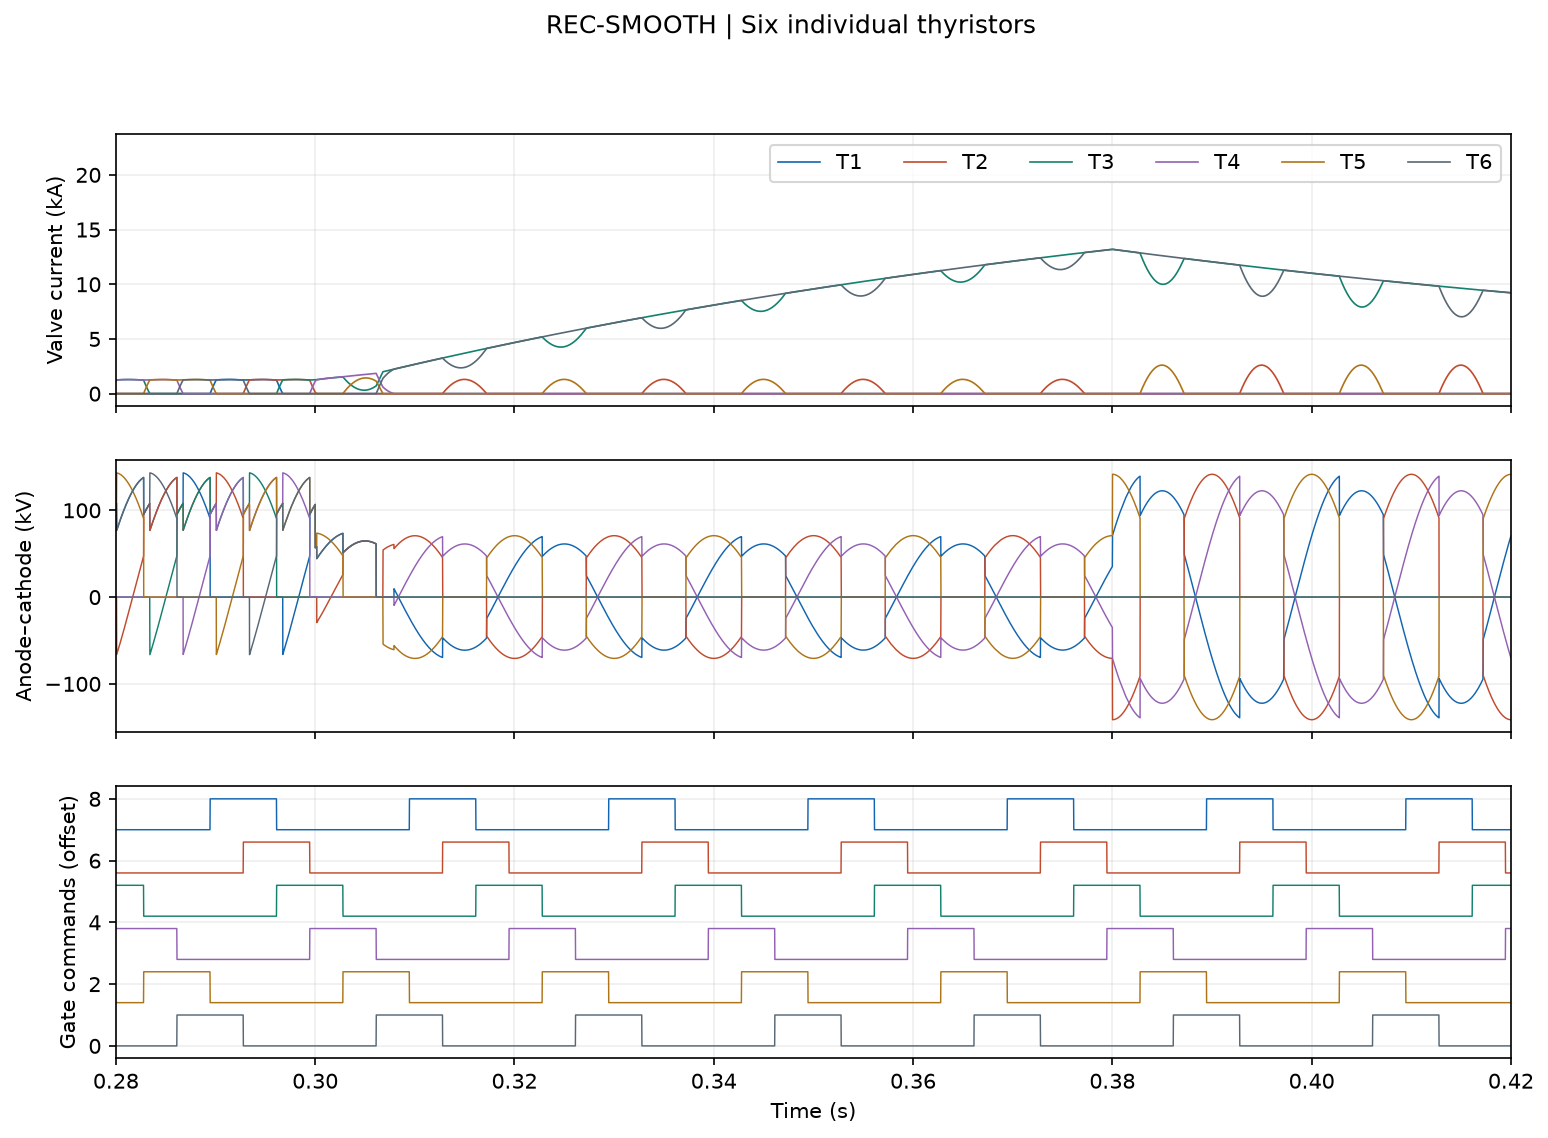 REC-SMOOTH | Six individual thyristors
Valve current (kA)
20
15
10
5
0
T1 T2 T3 T4 T5 T6
Anode–cathode (kV)
100
0
−100
Gate commands (offset)
8
6
4
2
0
0.28 0.30 0.32 0.34 0.36 0.38 0.40 0.42
Time (s)